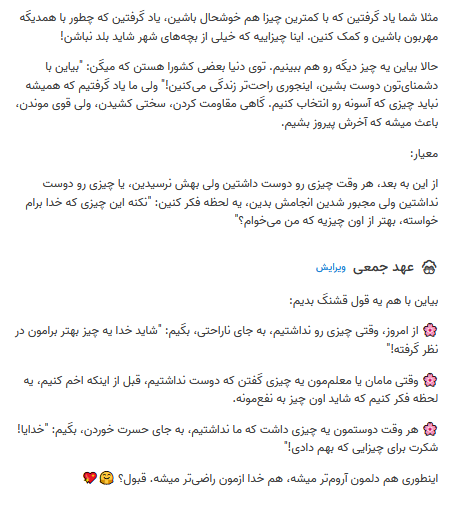 مثلا شما یاد گرفتین که با کمترین چیزا هم خوشحال باشین، یاد گرفتین که چطور با همدیگه
مهربون باشین و کمک کنین. اینا چیزاییه که خیلی از بچه‌های شهر شاید بلد نباشن!
حالا بیاین یه چیز دیگه رو هم ببینیم. توی دنیا بعضی کشورا هستن که میگن: "بیاین با
دشمنای‌تون دوست بشین، اینجوری راحت‌تر زندگی می‌کنین!" ولی ما یاد گرفتیم که همیشه
نباید چیزی که آسونه رو انتخاب کنیم. گاهی مقاومت کردن، سختی کشیدن، ولی قوی موندن،
باعث میشه که آخرش پیروز بشیم.
معیار:
از این به بعد، هر وقت چیزی رو دوست داشتین ولی بهش نرسیدین، یا چیزی رو دوست
نداشتین ولی مجبور شدین انجامش بدین، یه لحظه فکر کنین: "نکنه این چیزی که خدا برام
خواسته، بهتر از اون چیزیه که من می‌خوام؟"
عهد جمعی ویرایش
بیاین با هم یه قول قشنگ بدیم:
🌸 از امروز، وقتی چیزی رو نداشتیم، به جای ناراحتی، بگیم: "شاید خدا یه چیز بهتر برامون در
نظر گرفته!"
🌸 وقتی مامان یا معلم‌مون یه چیزی گفتن که دوست نداشتیم، قبل از اینکه اخم کنیم، یه
لحظه فکر کنیم که شاید اون چیز به نفع‌مونه.
🌸 هر وقت دوستمون یه چیزی داشت که ما نداشتیم، به جای حسرت خوردن، بگیم: "خدایا!
شکرت برای چیزایی که بهم دادی!"
اینطوری هم دلمون آروم‌تر میشه، هم خدا ازمون راضی‌تر میشه. قبول؟ 🤗💖